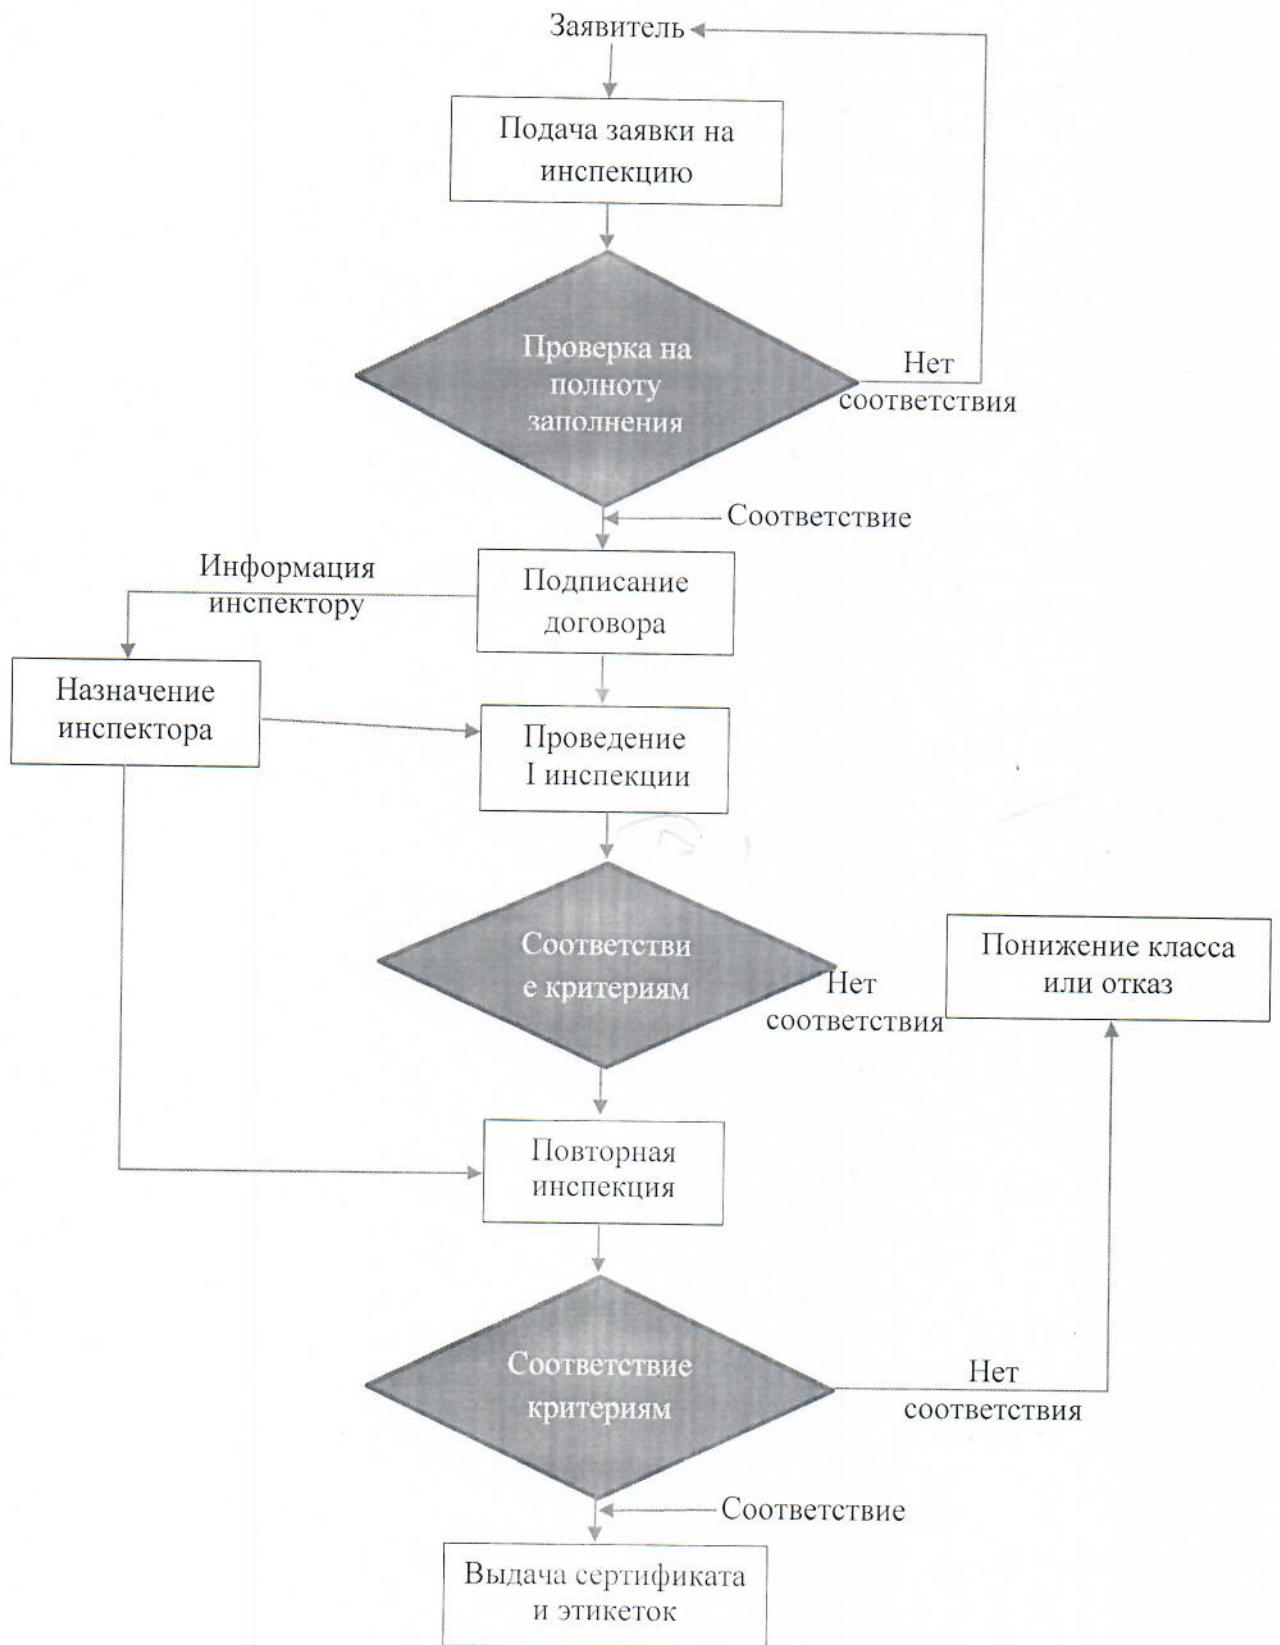 Заявитель
Подача заявки на
инспекцию
Проверка на
полноту
заполнения
Нет
соответствия
Соответствие
Информация
инспектору
Подписание
договора
Назначение
инспектора
Проведение
I инспекции
Соответстви
е критериям
Нет
соответствия
Понижение класса
или отказ
Повторная
инспекция
Соответствие
критериям
Нет
соответствия
Соответствие
Выдача сертификата
и этикеток